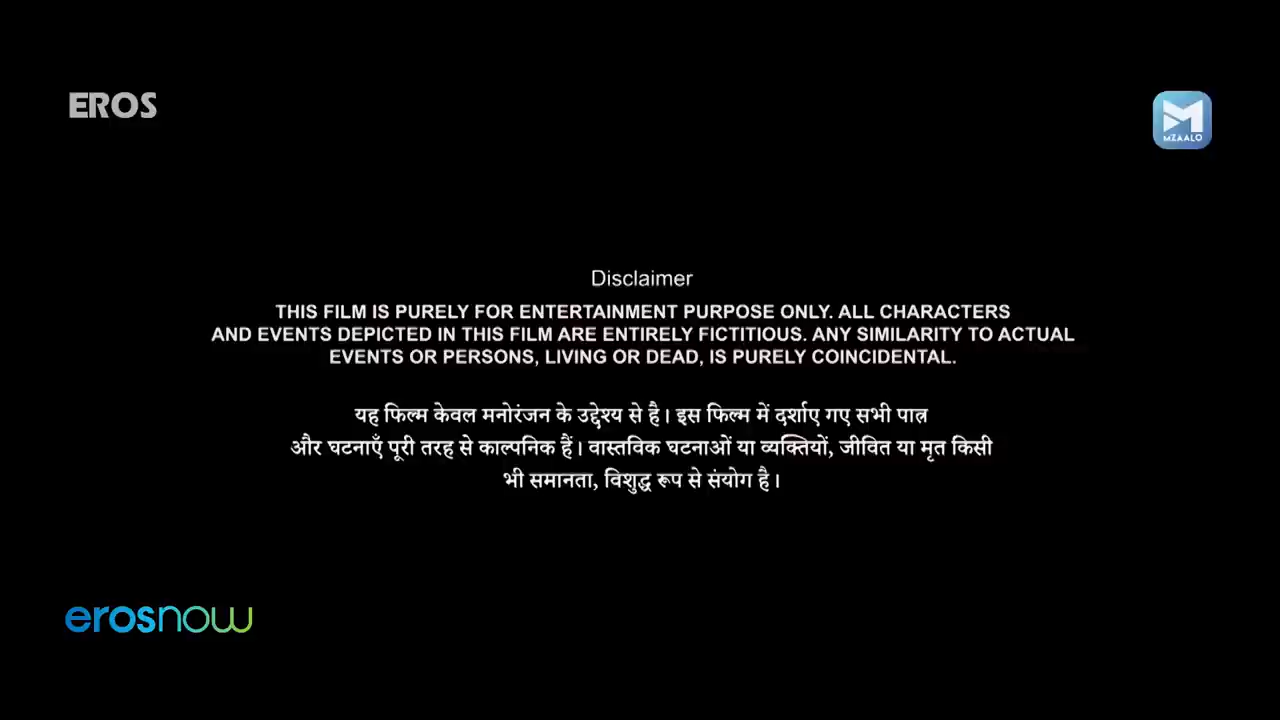 EROS
MZAALO
Disclaimer
THIS FILM IS PURELY FOR ENTERTAINMENT PURPOSE ONLY. ALL CHARACTERS
AND EVENTS DEPICTED IN THIS FILM ARE ENTIRELY FICTITIOUS. ANY SIMILARITY TO ACTUAL
EVENTS OR PERSONS, LIVING OR DEAD, IS PURELY COINCIDENTAL.
यह फिल्म केवल मनोरंजन के उद्देश्य से है। इस फिल्म में दर्शाए गए सभी पात्र
और घटनाएँ पूरी तरह से काल्पनिक हैं। वास्तविक घटनाओं या व्यक्तियों, जीवित या मृत किसी
भी समानता, विशुद्ध रूप से संयोग है।
erosnow